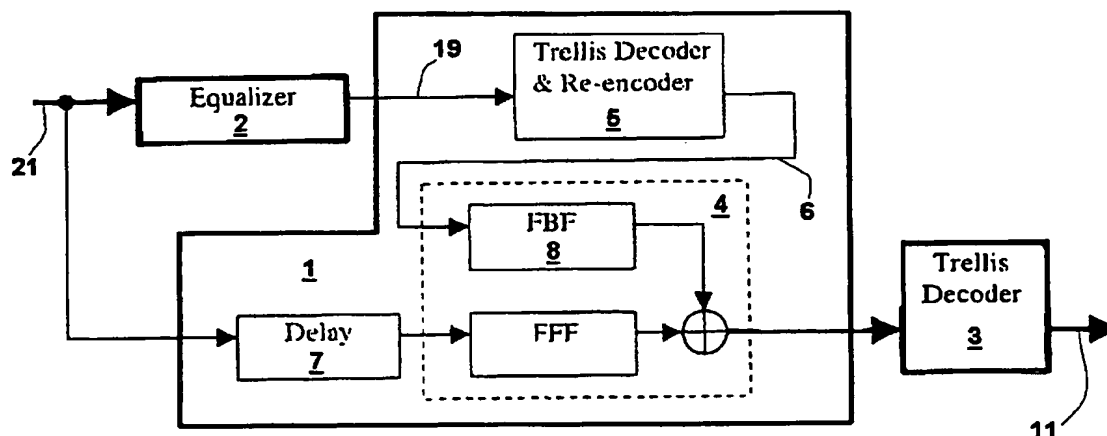 19
Trellis Decoder
& Re-encoder
5
Equalizer
2
21
6
4
FBF
8
1
Trellis
Decoder
3
Delay
7
FFF
11